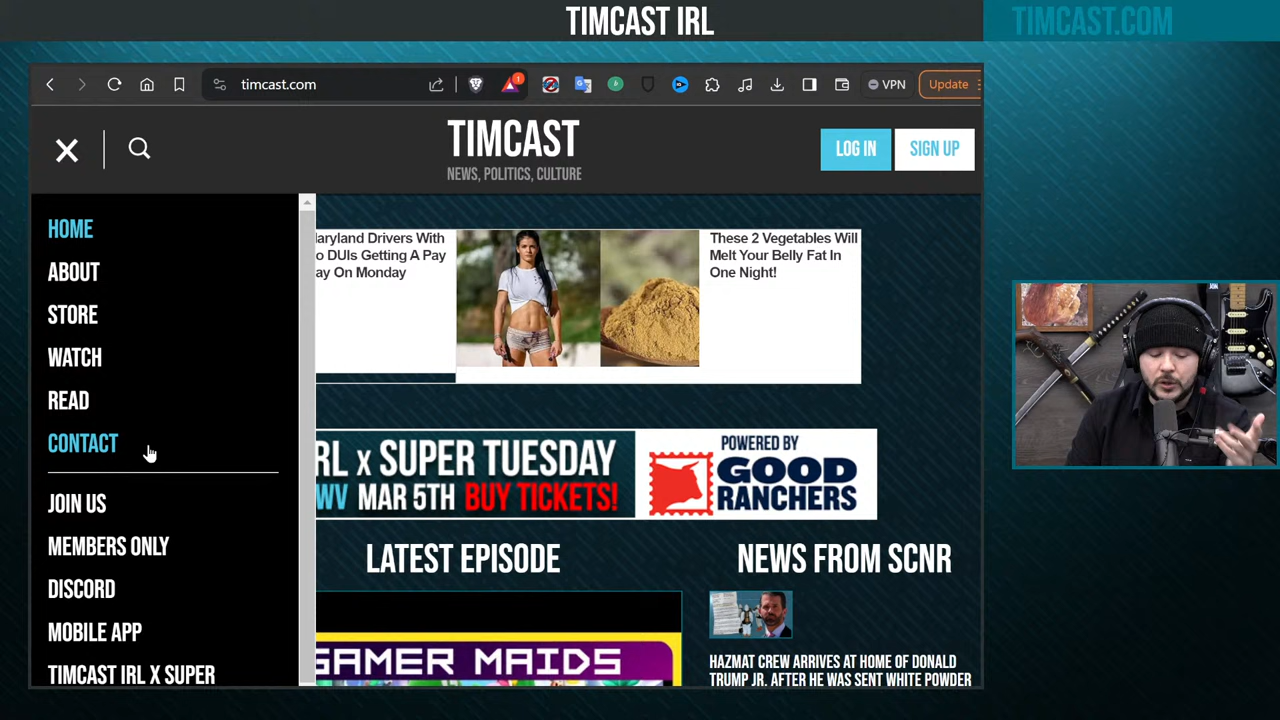 TIMCAST IRL
TIMCAST.COM
timcast.com
1
VPN
Update
TIMCAST
NEWS, POLITICS, CULTURE
LOG IN
SIGN UP
HOME
ABOUT
STORE
WATCH
READ
CONTACT
JOIN US
MEMBERS ONLY
DISCORD
MOBILE APP
TIMCAST IRL X SUPER
aryland Drivers With
o DUIs Getting A Pay
ay On Monday
These 2 Vegetables Will
Melt Your Belly Fat In
One Night!
RL x SUPER TUESDAY
WV MAR 5TH BUY TICKETS!
POWERED BY
GOOD
RANCHERS
LATEST EPISODE
GAMER MAIDS
NEWS FROM SCNR
HAZMAT CREW ARRIVES AT HOME OF DONALD
TRUMP JR. AFTER HE WAS SENT WHITE POWDER